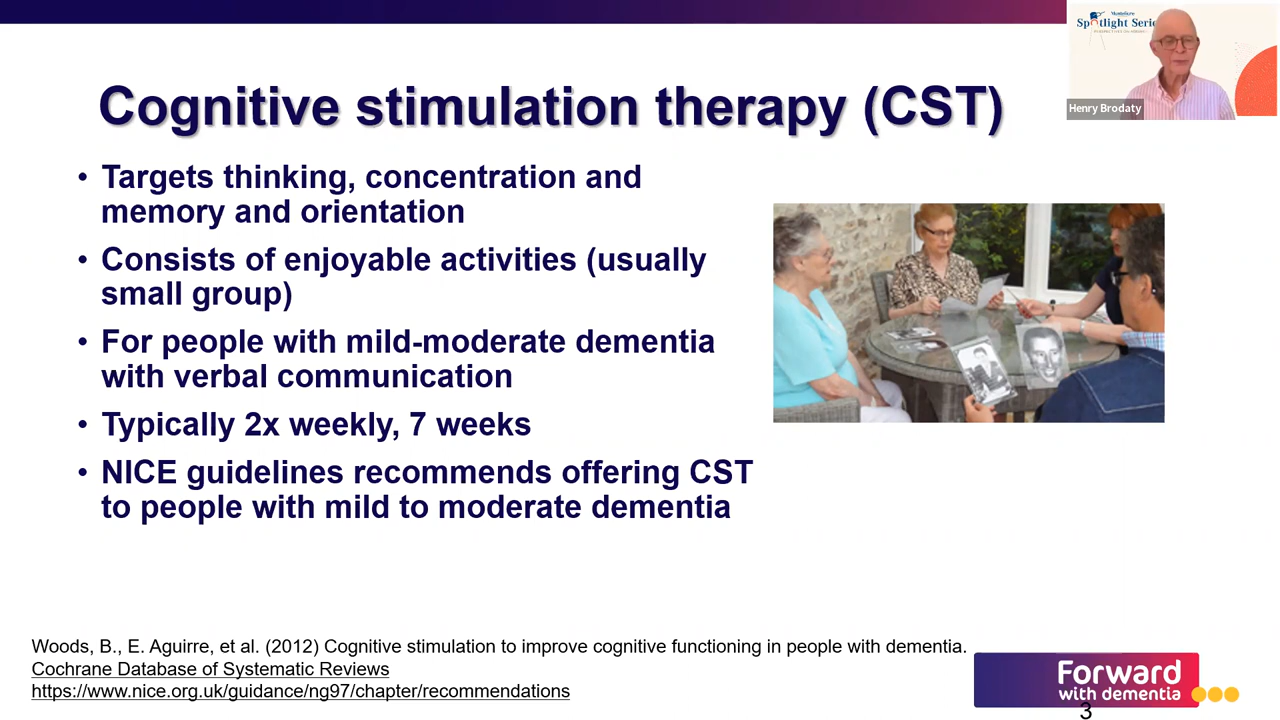 Montefiore
Spotlight Serie
Henry Brodaty
Cognitive stimulation therapy (CST)
• Targets thinking, concentration and
memory and orientation
• Consists of enjoyable activities (usually
small group)
• For people with mild-moderate dementia
with verbal communication
• Typically 2x weekly, 7 weeks
• NICE guidelines recommends offering CST
to people with mild to moderate dementia
Woods, B., E. Aguirre, et al. (2012) Cognitive stimulation to improve cognitive functioning in people with dementia.
Cochrane Database of Systematic Reviews
https://www.nice.org.uk/guidance/ng97/chapter/recommendations
Forward
with dementia
3